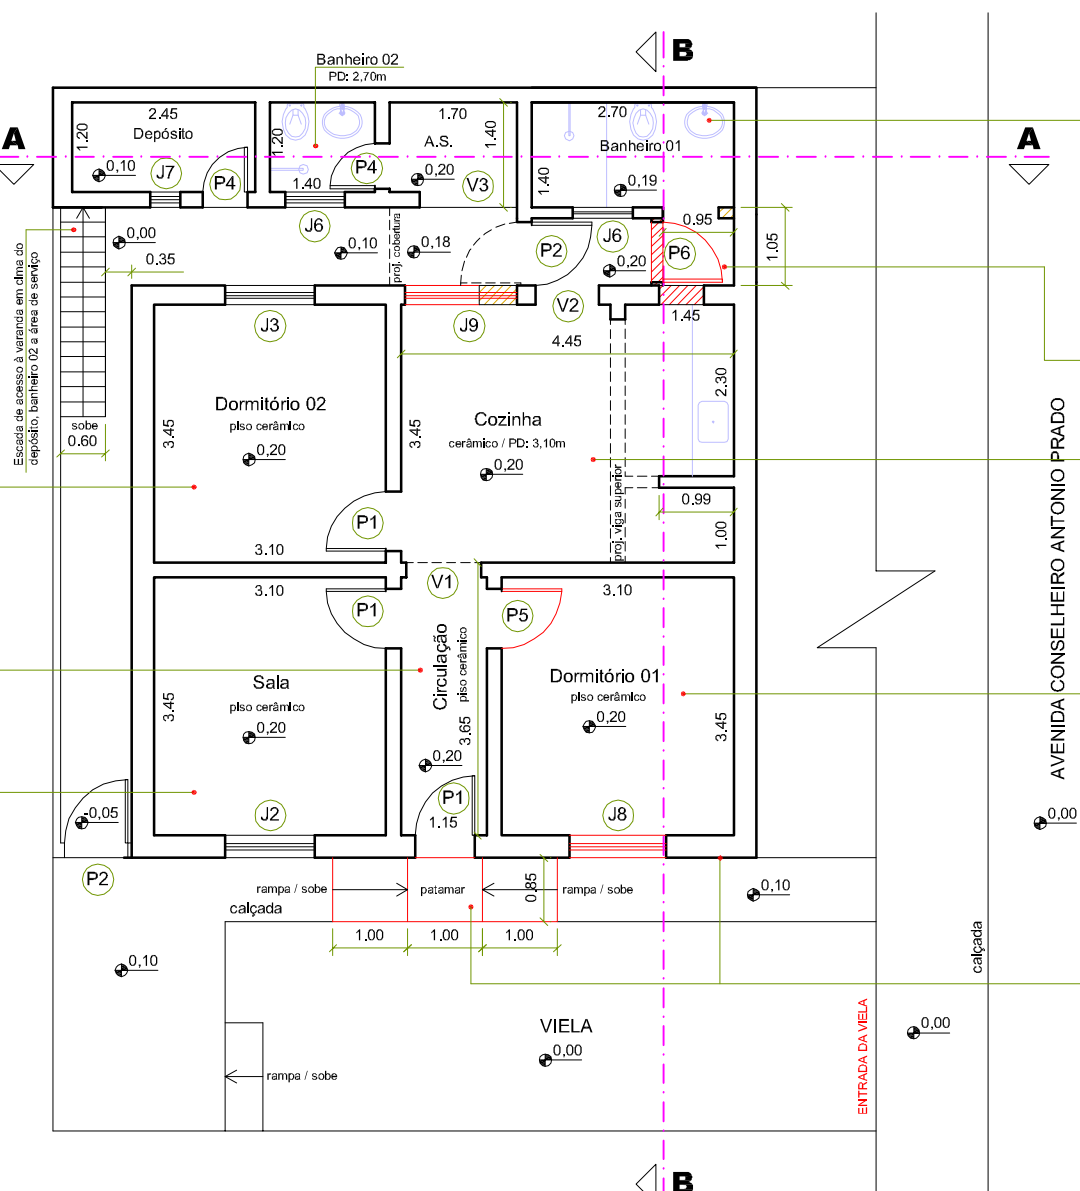 B
Banheiro 02
PD: 2,70m
2.45
Depósito
1.20
0,10
J7
P4
1.20
1.40
P4
1.70
A.S.
1.40
0,20
V3
2.70
Banheiro 01
1.40
0,19
A
A
0,00
0.35
J6
0,10
proj. cobertura
0,18
P2
J6
0,20
P6
0.95
1.05
Escada de acesso à varanda em cima do
depósito, banheiro 02 a área de serviço
sobe
0.60
J3
J9
V2
1.45
4.45
2.30
Dormitório 02
piso cerâmico
0,20
3.45
3.10
P1
3.45
Cozinha
cerâmico / PD: 3,10m
0,20
proj. viga superior
0.99
1.00
AVENIDA CONSELHEIRO ANTONIO PRADO
V1
3.10
P1
P5
3.10
Sala
piso cerâmico
0,20
3.45
J2
Circulação
piso cerâmico
3.65
0,20
P1
1.15
Dormitório 01
piso cerâmico
0,20
3.45
J8
0,00
-0,05
P2
rampa / sobe
patamar
rampa / sobe
0.85
0,10
calçada
1.00
1.00
1.00
calçada
0,10
VIELA
0,00
rampa / sobe
ENTRADA DA VIELA
0,00
B